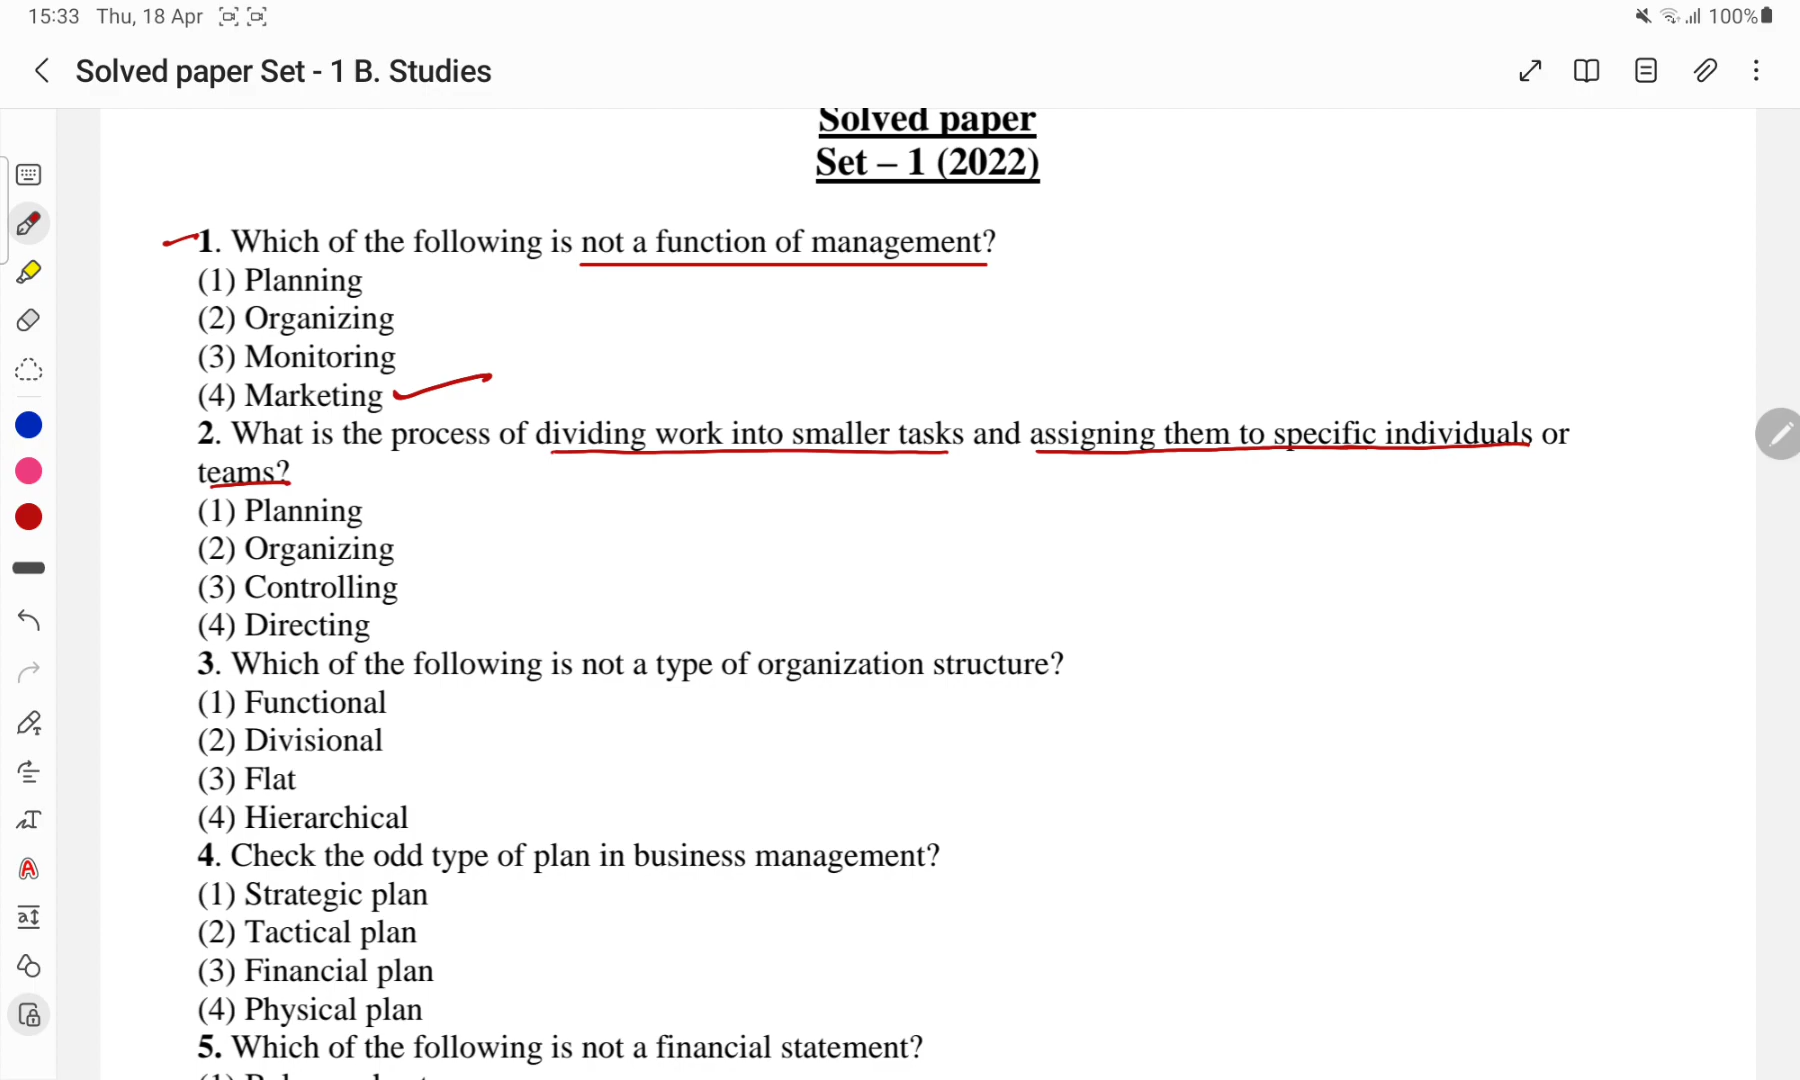 15:33 Thu, 18 Apr 100%
Solved paper Set - 1 B. Studies
Solved paper
Set – 1 (2022)
1. Which of the following is not a function of management?
(1) Planning
(2) Organizing
(3) Monitoring
(4) Marketing
2. What is the process of dividing work into smaller tasks and assigning them to specific individuals or
teams?
(1) Planning
(2) Organizing
(3) Controlling
(4) Directing
3. Which of the following is not a type of organization structure?
(1) Functional
(2) Divisional
(3) Flat
(4) Hierarchical
4. Check the odd type of plan in business management?
(1) Strategic plan
(2) Tactical plan
(3) Financial plan
(4) Physical plan
5. Which of the following is not a financial statement?